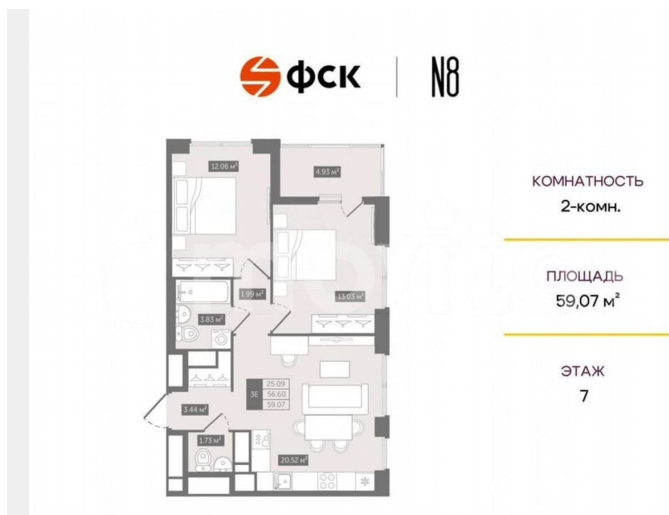 ФСК | N8
12.06 м²
4.93 м²
1.99 м²
13.03 м²
3.83 м²
25.09
3Е 56.60
59.07
3.44 м²
1.73 м²
20.52 м²
КОМНАТНОСТЬ
2-комн.
ПЛОЩАДЬ
59,07 м²
ЭТАЖ
7